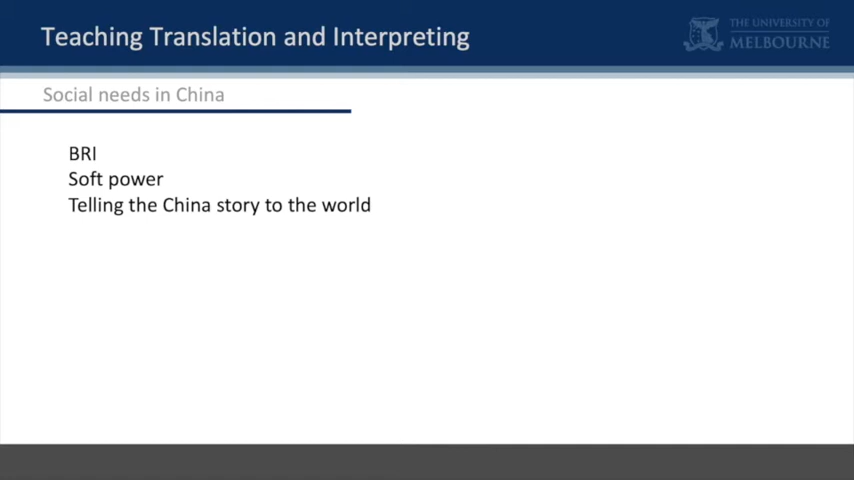 Teaching Translation and Interpreting
THE UNIVERSITY OF
MELBOURNE
Social needs in China
BRI
Soft power
Telling the China story to the world